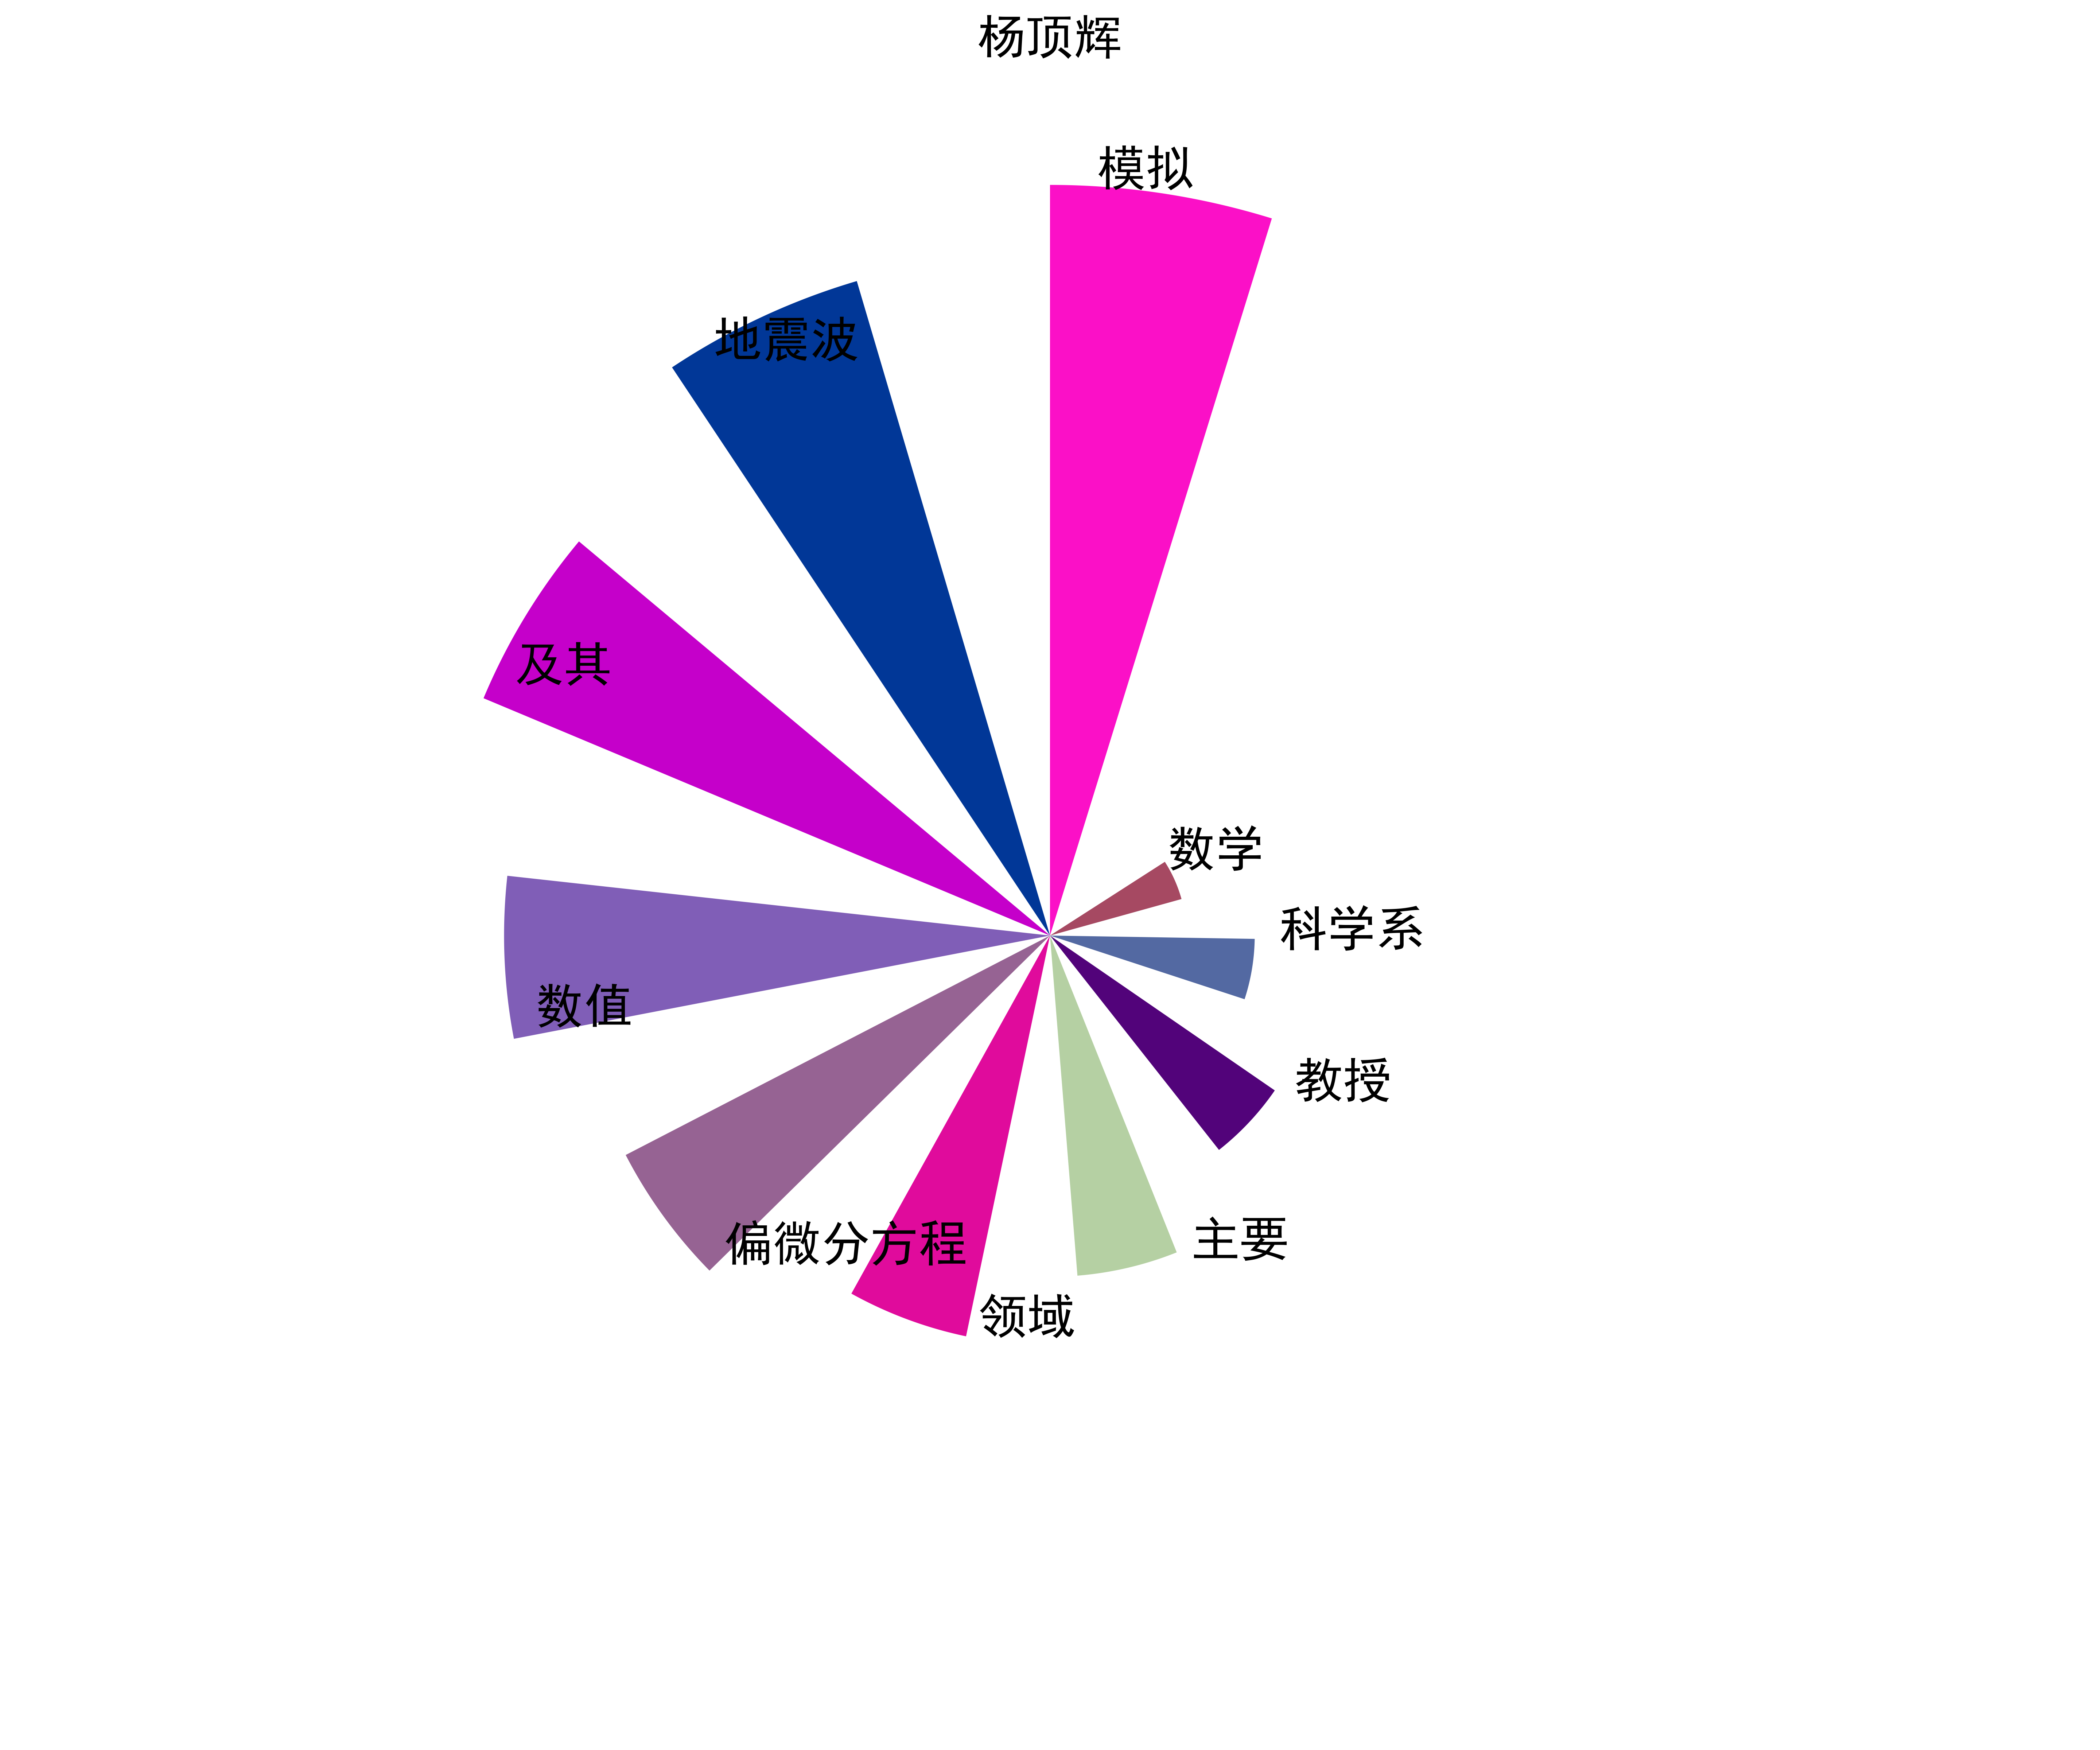 杨顶辉
模拟
地震波
及其
数学
科学系
数值
教授
主要
偏微分方程
领域